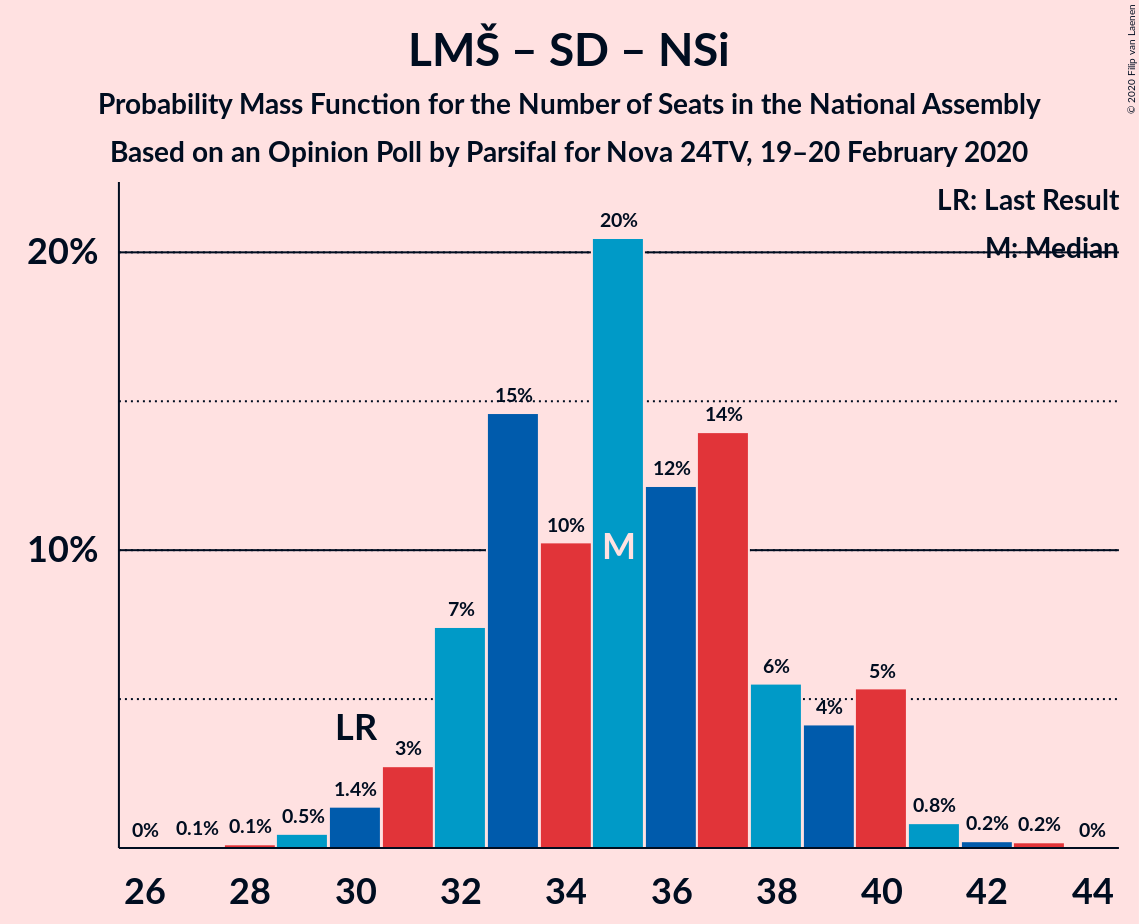 LMŠ – SD – NSi
Probability Mass Function for the Number of Seats in the National Assembly
Based on an Opinion Poll by Parsifal for Nova 24TV, 19–20 February 2020
© 2020 Filip van Laenen
LR: Last Result
M: Median
20%
10%
0%
0.1%
0.1%
0.5%
1.4%
LR
3%
7%
15%
10%
20%
M
12%
14%
6%
4%
5%
0.8%
0.2%
0.2%
0%
26 28 30 32 34 36 38 40 42 44